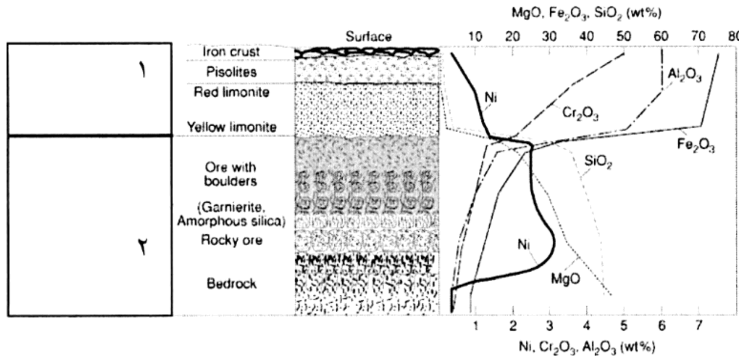 MgO, Fe₂O₃, SiO₂ (wt%)
10 20 30 40 50 60 70 80
Surface
Iron crust
Pisolites
Red limonite
Yellow limonite
Ore with
boulders
(Garnierite,
Amorphous silica)
Rocky ore
Bedrock
۱
۲
Ni
Cr₂O₃
Al₂O₃
Fe₂O₃
SiO₂
Ni
MgO
1 2 3 4 5 6 7
Ni, Cr₂O₃, Al₂O₃ (wt%)